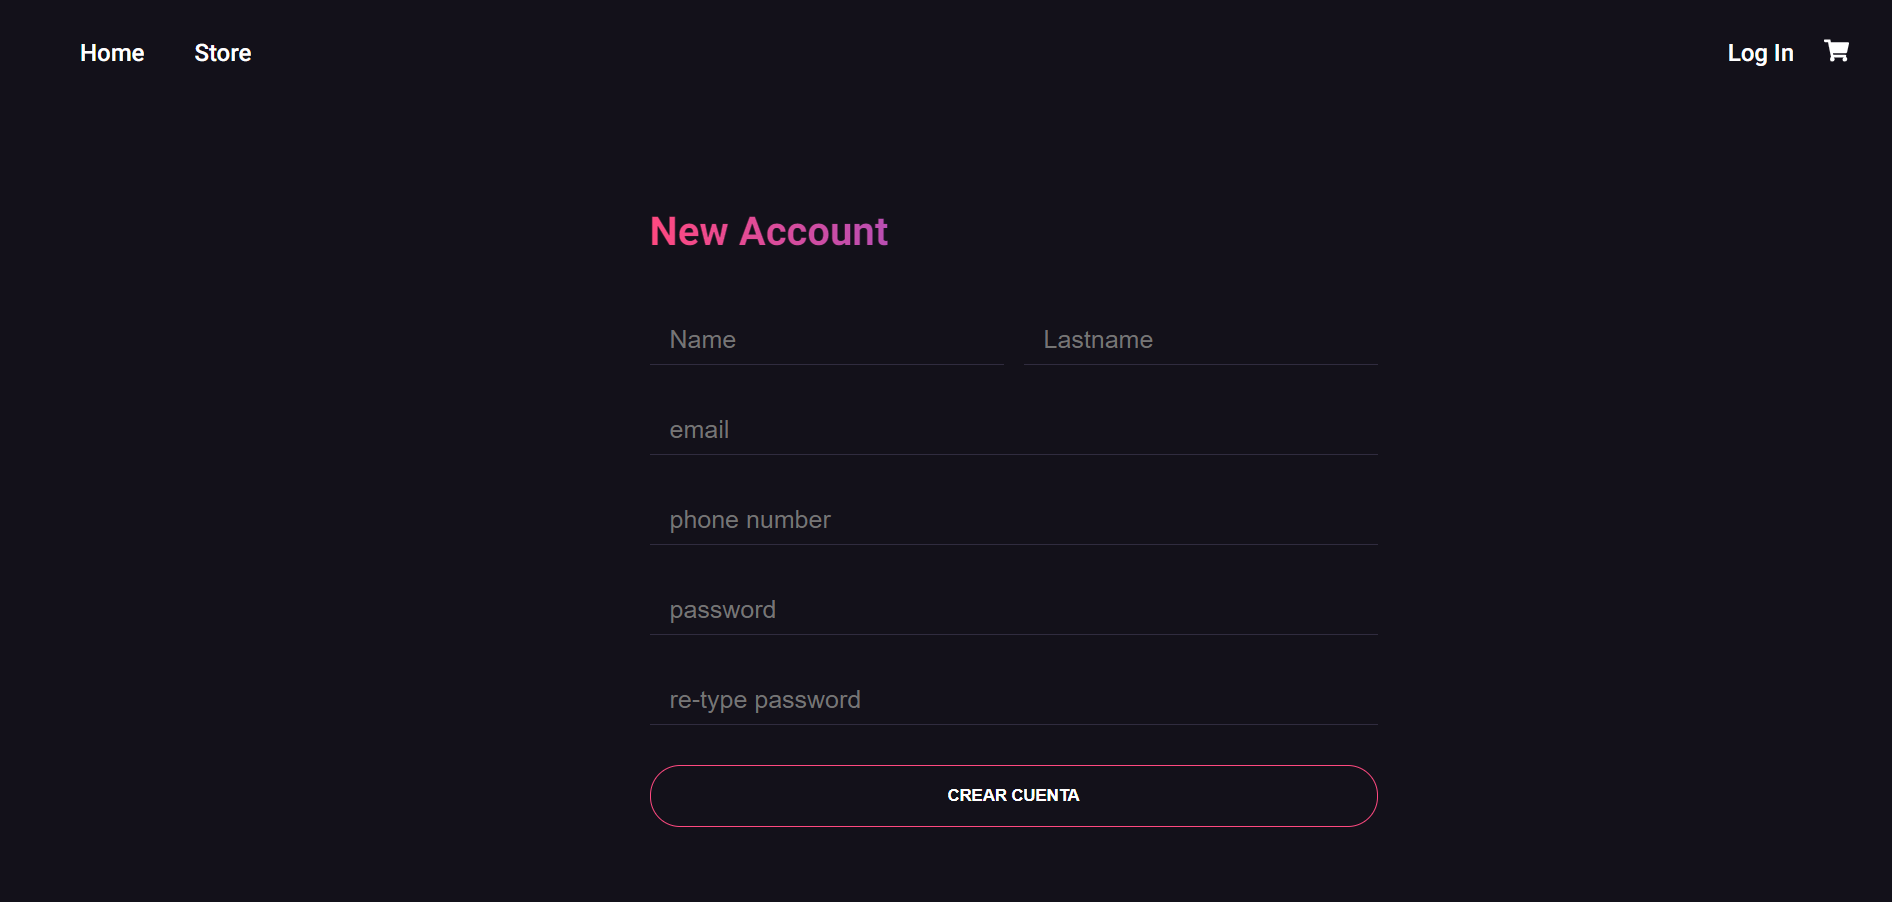 Home Store Log In
New Account
Name Lastname
email
phone number
password
re-type password
CREAR CUENTA